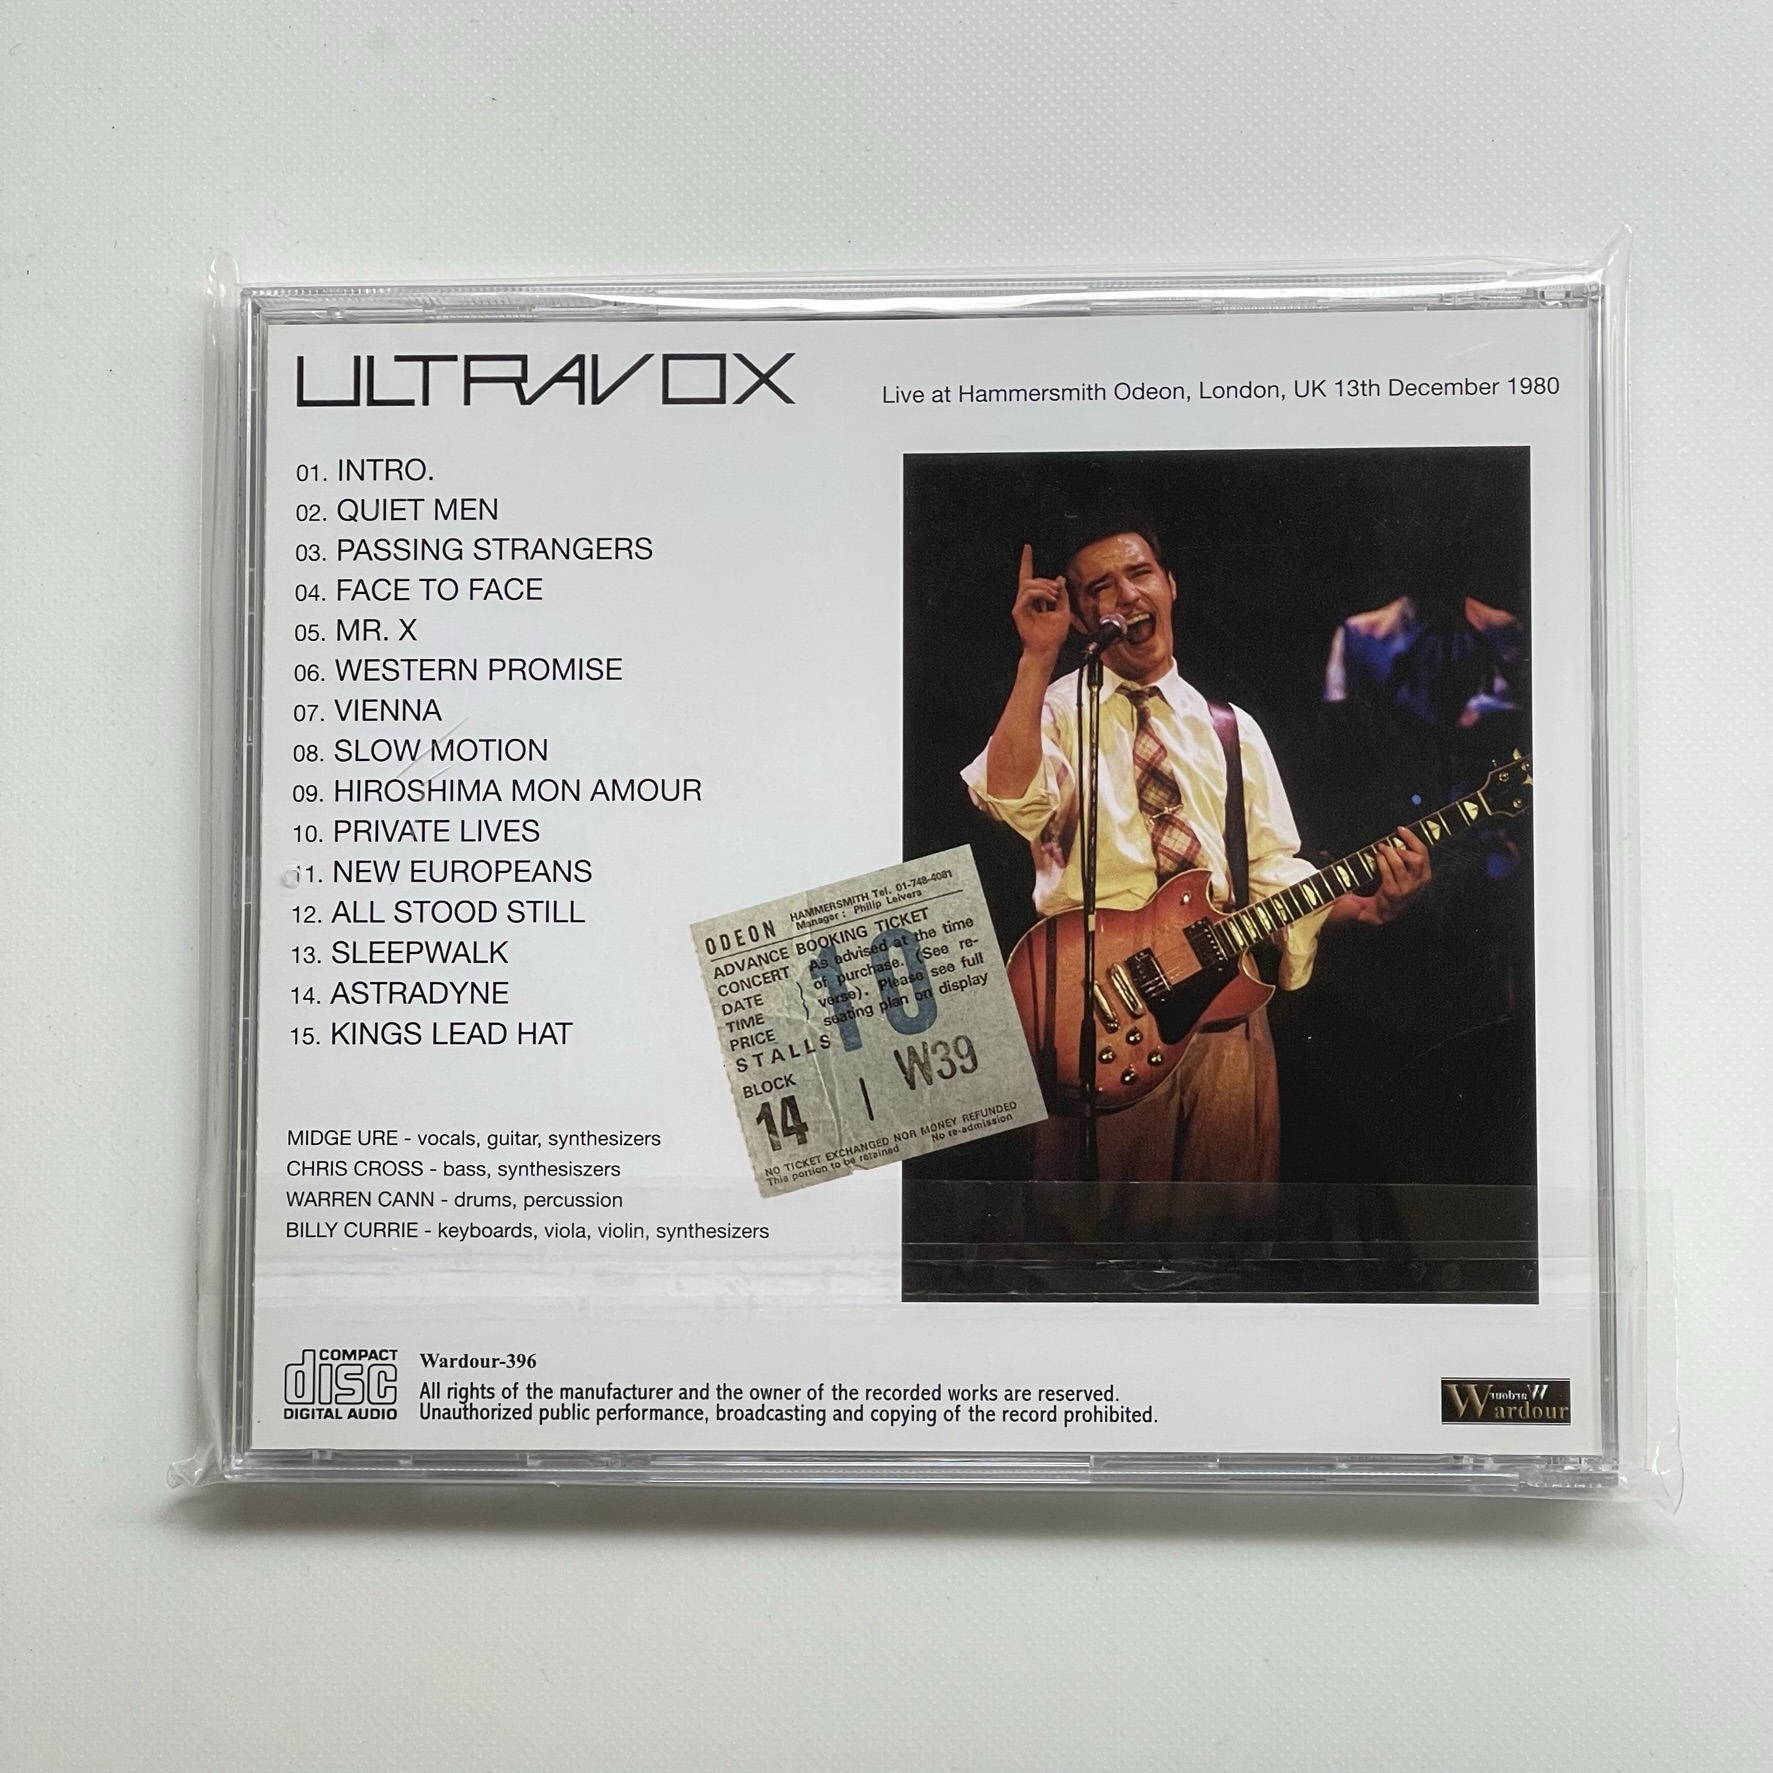 ULTRAVOX
Live at Hammersmith Odeon, London, UK 13th December 1980
01. INTRO.
02. QUIET MEN
03. PASSING STRANGERS
04. FACE TO FACE
05. MR. X
06. WESTERN PROMISE
07. VIENNA
08. SLOW MOTION
09. HIROSHIMA MON AMOUR
10. PRIVATE LIVES
11. NEW EUROPEANS
12. ALL STOOD STILL
13. SLEEPWALK
14. ASTRADYNE
15. KINGS LEAD HAT
ODEON
HAMMERSMITH Tel. 01-748-4081
Manager: Philip Leivers
ADVANCE BOOKING TICKET
CONCERT
DATE
TIME
PRICE
As advised at the time
of purchase. (See re-
verse). Please see full
seating plan on display
10
STALLS
BLOCK
14
I W39
NO TICKET EXCHANGED NOR MONEY REFUNDED
This portion to be retained No re-admission
MIDGE URE - vocals, guitar, synthesizers
CHRIS CROSS - bass, synthesiszers
WARREN CANN - drums, percussion
BILLY CURRIE - keyboards, viola, violin, synthesizers
COMPACT
disc
DIGITAL AUDIO
Wardour-396
All rights of the manufacturer and the owner of the recorded works are reserved.
Unauthorized public performance, broadcasting and copying of the record prohibited.
Wardour
Wardour